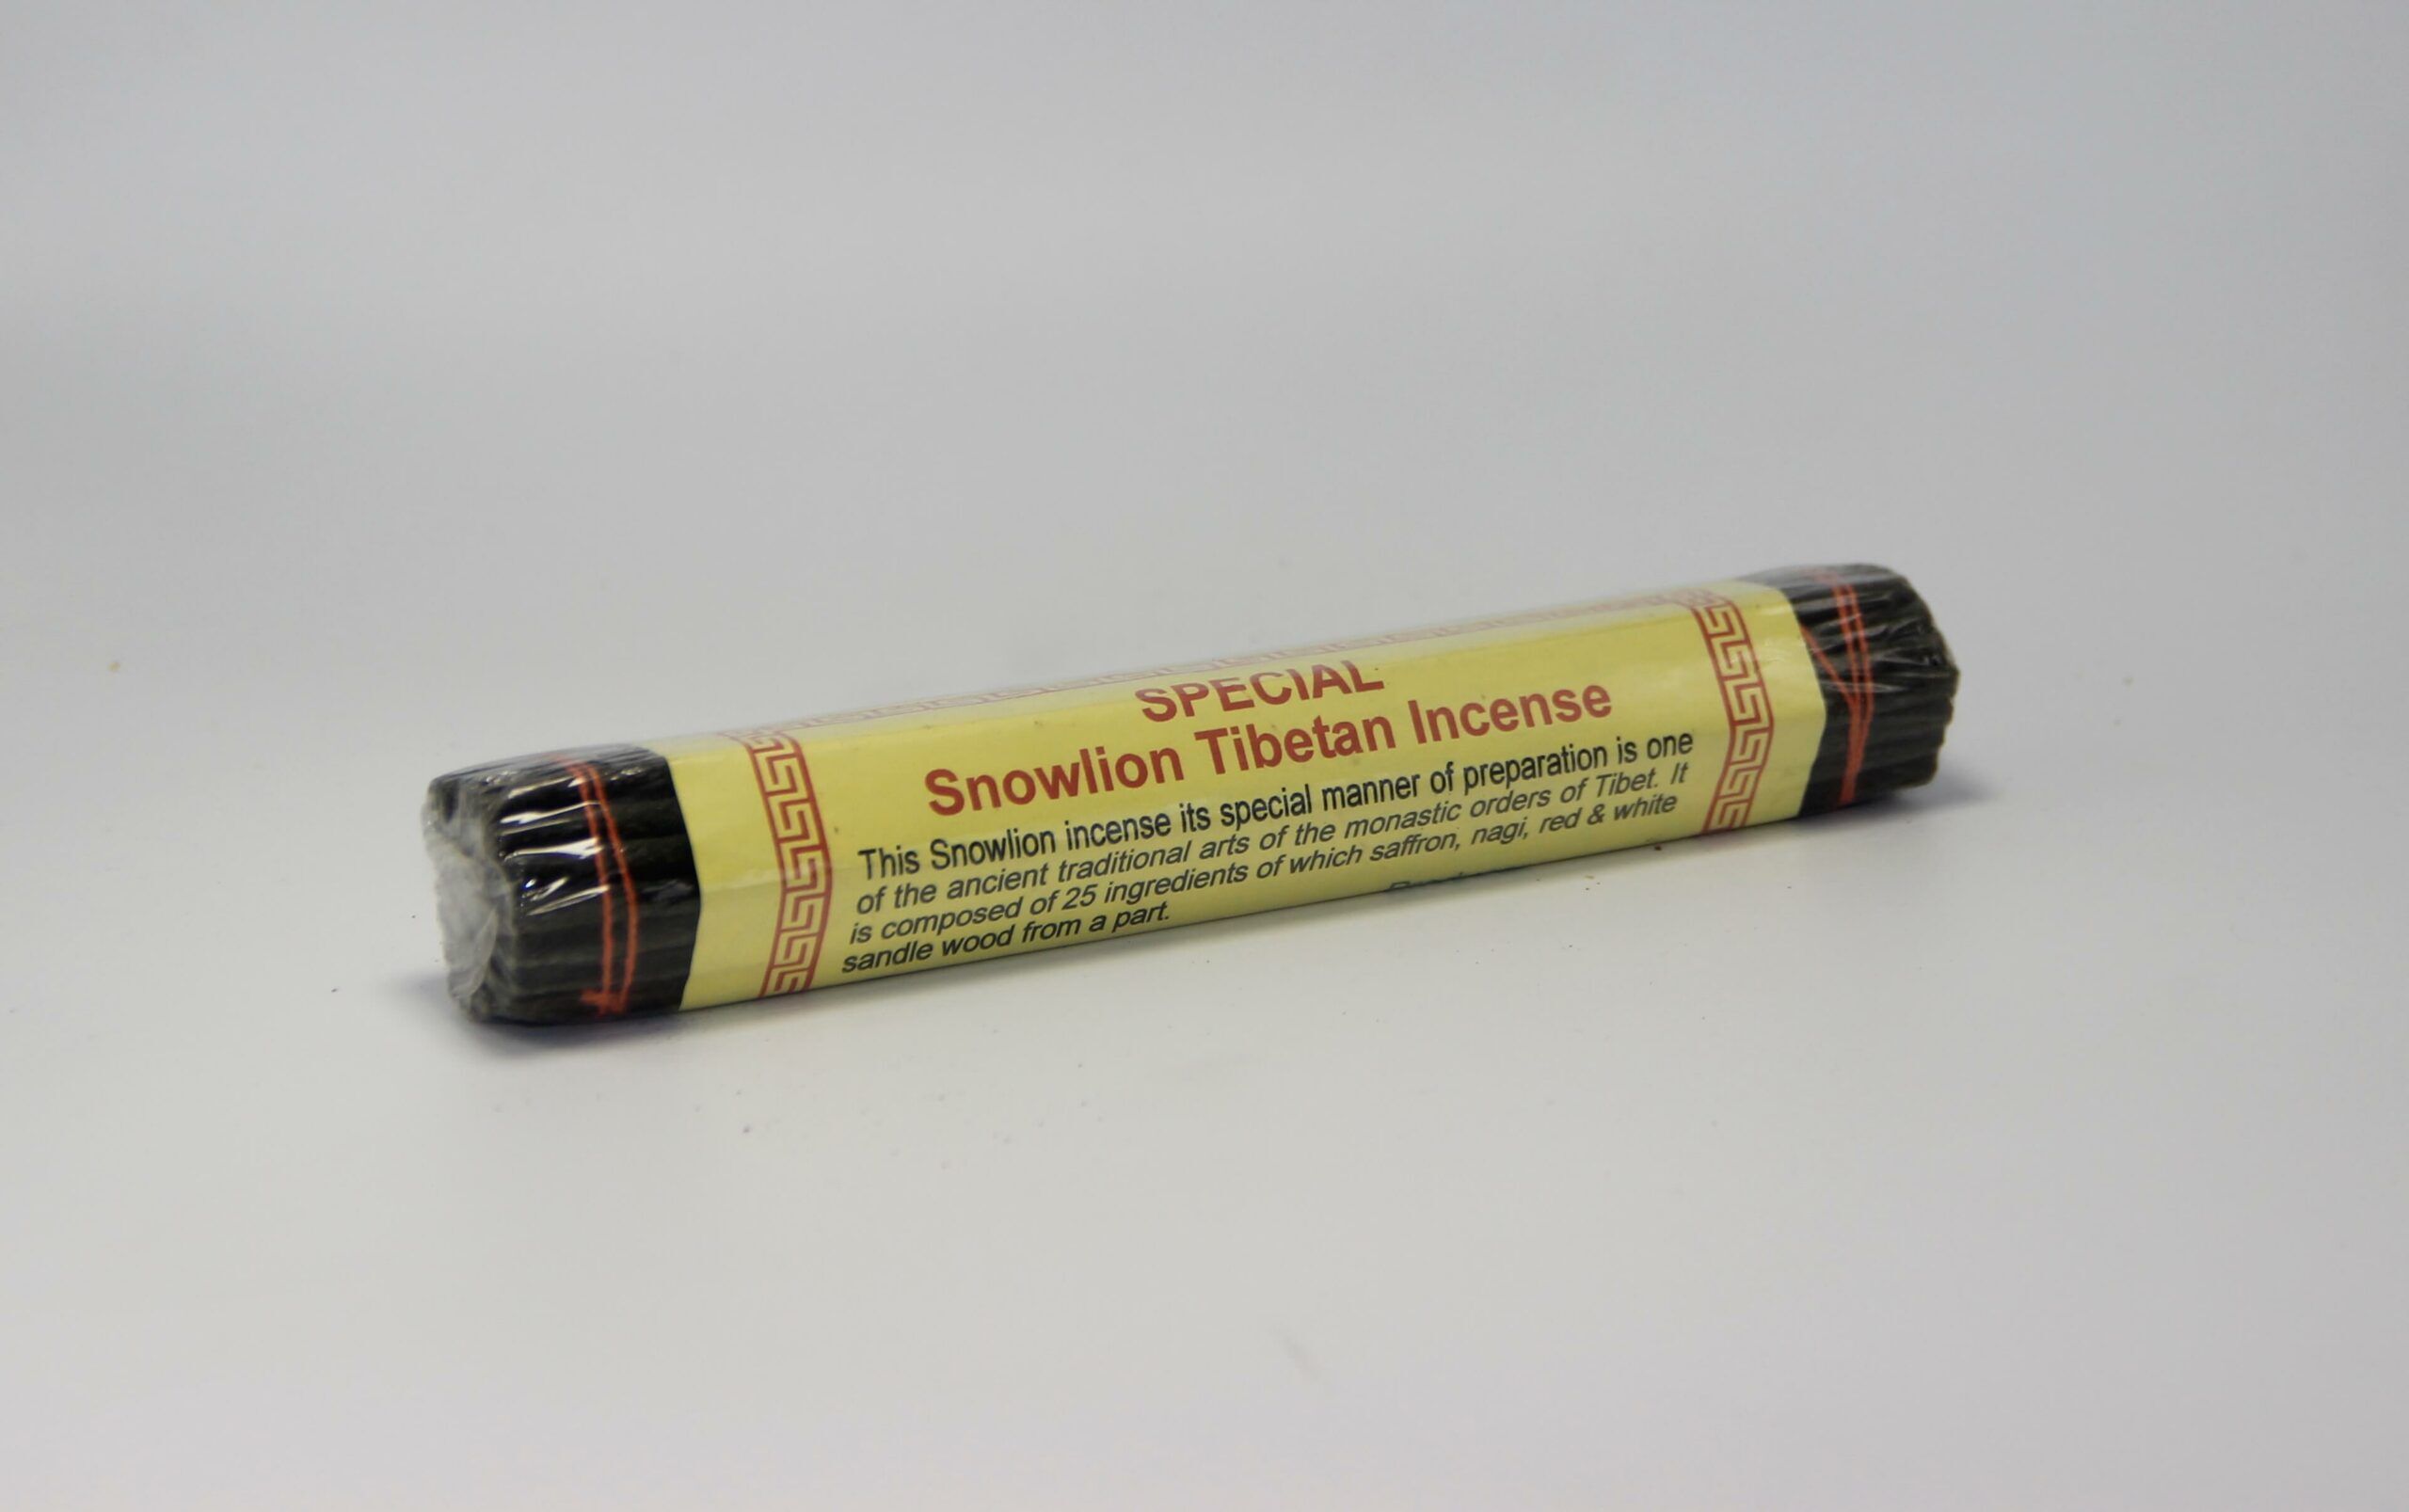 SPECIAL
Snowlion Tibetan Incense
This Snowlion incense its special manner of preparation is one
of the ancient traditional arts of the monastic orders of Tibet. It
is composed of 25 ingredients of which saffron, nagi, red & white
sandle wood from a part.